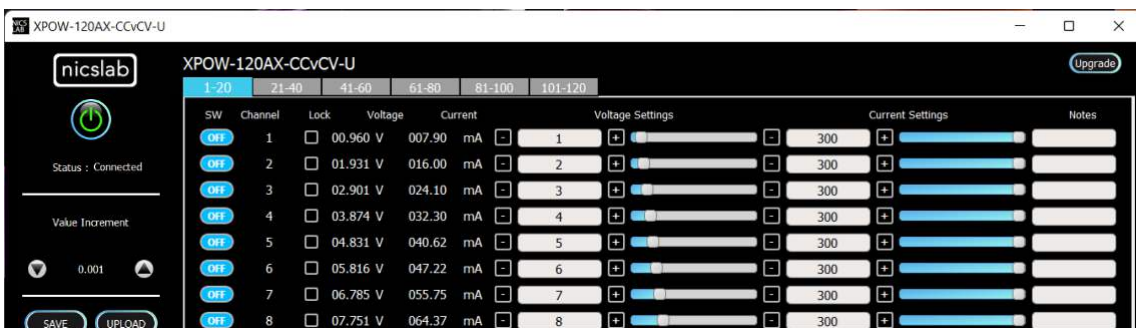 NICS LAB XPOW-120AX-CCvCV-U
nicslab
XPOW-120AX-CCvCV-U
Upgrade
1-20 21-40 41-60 61-80 81-100 101-120
SW Channel Lock Voltage Current Voltage Settings Current Settings Notes
OFF 1 00.960 V 007.90 mA - 1 + - 300 +
Status : Connected
OFF 2 01.931 V 016.00 mA - 2 + - 300 +
OFF 3 02.901 V 024.10 mA - 3 + - 300 +
Value Increment
OFF 4 03.874 V 032.30 mA - 4 + - 300 +
OFF 5 04.831 V 040.62 mA - 5 + - 300 +
0.001
OFF 6 05.816 V 047.22 mA - 6 + - 300 +
OFF 7 06.785 V 055.75 mA - 7 + - 300 +
SAVE UPLOAD
OFF 8 07.751 V 064.37 mA - 8 + - 300 +